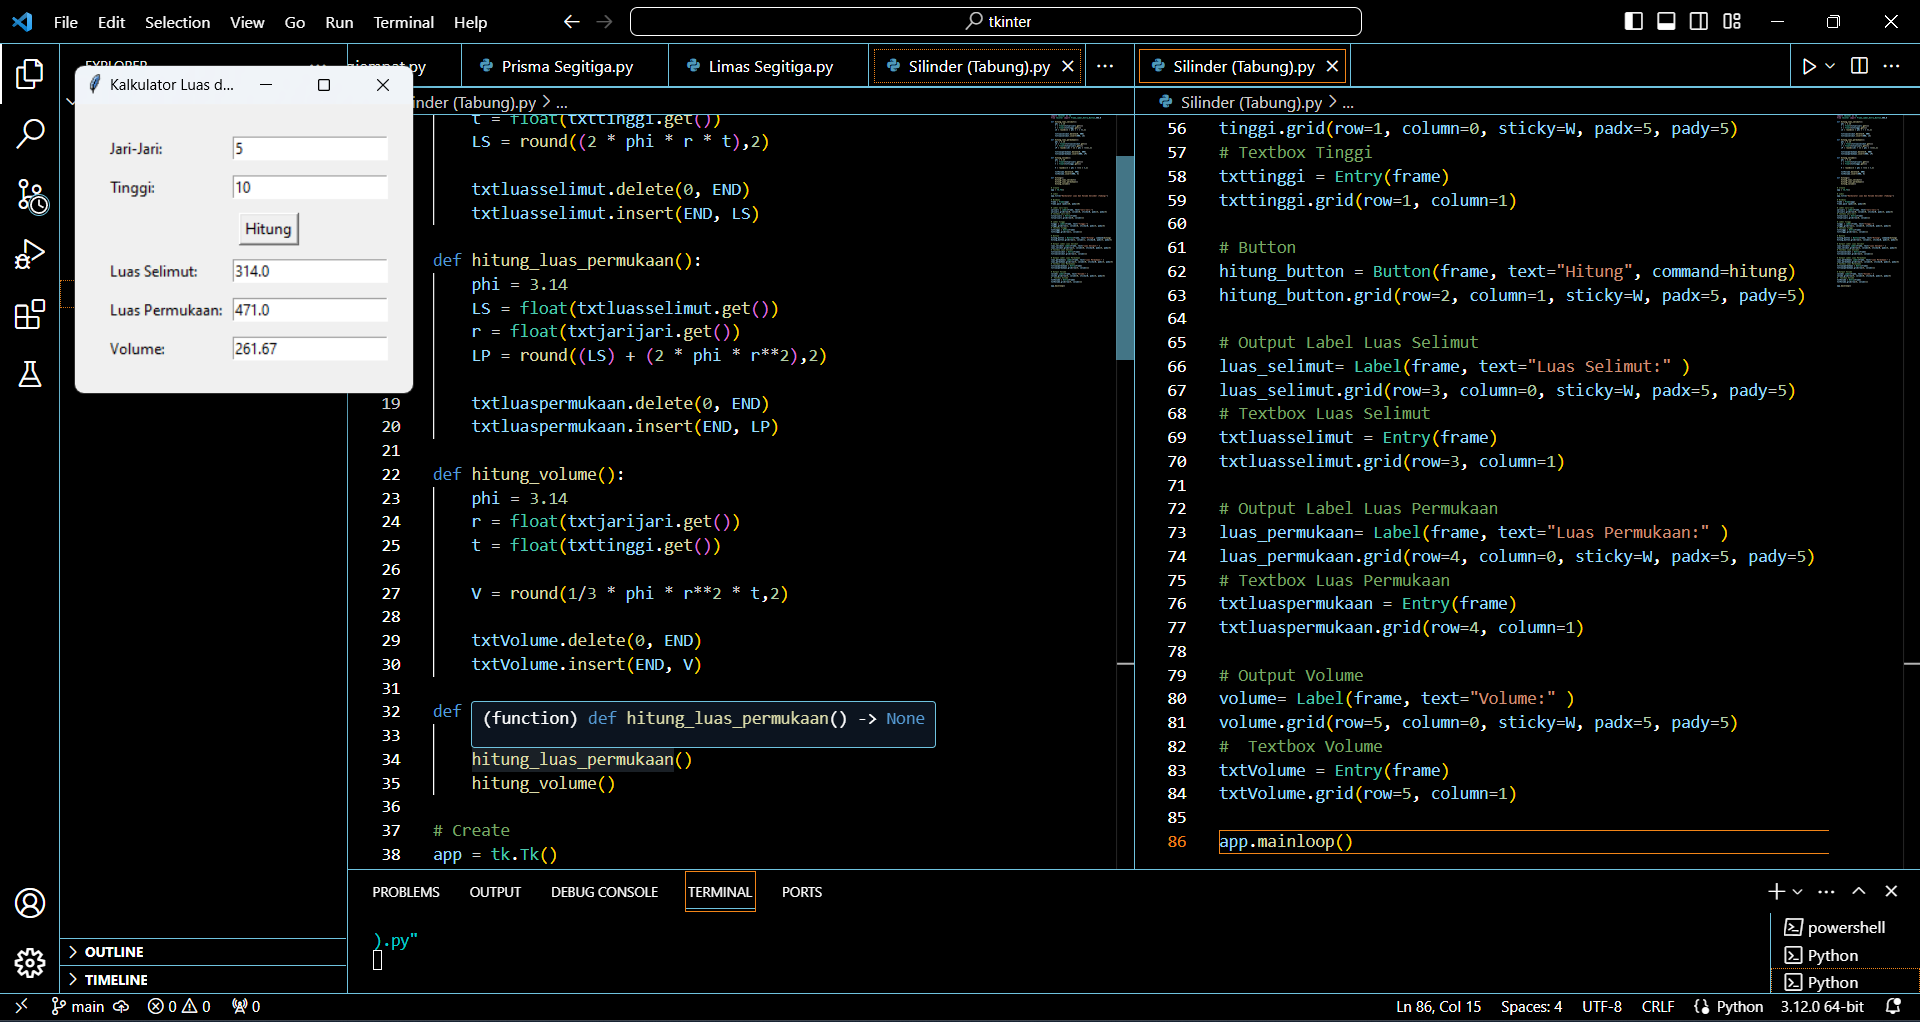 File Edit Selection View Go Run Terminal Help
tkinter
Prisma Segitiga.py
Limas Segitiga.py
Silinder (Tabung).py
Silinder (Tabung).py
inder (Tabung).py > ...
Silinder (Tabung).py > ...
Kalkulator Luas d...
Jari-Jari: 5
Tinggi: 10
Hitung
Luas Selimut: 314.0
Luas Permukaan: 471.0
Volume: 261.67
t = float(txttinggi.get())
LS = round((2 * phi * r * t),2)
txtluasselimut.delete(0, END)
txtluasselimut.insert(END, LS)
def hitung_luas_permukaan():
phi = 3.14
LS = float(txtluasselimut.get())
r = float(txtjarijari.get())
LP = round((LS) + (2 * phi * r**2),2)
19 txtluaspermukaan.delete(0, END)
20 txtluaspermukaan.insert(END, LP)
21
22 def hitung_volume():
23 phi = 3.14
24 r = float(txtjarijari.get())
25 t = float(txttinggi.get())
26
27 V = round(1/3 * phi * r**2 * t,2)
28
29 txtVolume.delete(0, END)
30 txtVolume.insert(END, V)
31
32 def
(function) def hitung_luas_permukaan() -> None
33
34 hitung_luas_permukaan()
35 hitung_volume()
36
37 # Create
38 app = tk.Tk()
56 tinggi.grid(row=1, column=0, sticky=W, padx=5, pady=5)
57 # Textbox Tinggi
58 txttinggi = Entry(frame)
59 txttinggi.grid(row=1, column=1)
60
61 # Button
62 hitung_button = Button(frame, text="Hitung", command=hitung)
63 hitung_button.grid(row=2, column=1, sticky=W, padx=5, pady=5)
64
65 # Output Label Luas Selimut
66 luas_selimut= Label(frame, text="Luas Selimut:" )
67 luas_selimut.grid(row=3, column=0, sticky=W, padx=5, pady=5)
68 # Textbox Luas Selimut
69 txtluasselimut = Entry(frame)
70 txtluasselimut.grid(row=3, column=1)
71
72 # Output Label Luas Permukaan
73 luas_permukaan= Label(frame, text="Luas Permukaan:" )
74 luas_permukaan.grid(row=4, column=0, sticky=W, padx=5, pady=5)
75 # Textbox Luas Permukaan
76 txtluaspermukaan = Entry(frame)
77 txtluaspermukaan.grid(row=4, column=1)
78
79 # Output Volume
80 volume= Label(frame, text="Volume:" )
81 volume.grid(row=5, column=0, sticky=W, padx=5, pady=5)
82 #  Textbox Volume
83 txtVolume = Entry(frame)
84 txtVolume.grid(row=5, column=1)
85
86 app.mainloop()
PROBLEMS OUTPUT DEBUG CONSOLE TERMINAL PORTS
).py"
powershell
Python
Python
OUTLINE
TIMELINE
main 0 0 0
Ln 86, Col 15 Spaces: 4 UTF-8 CRLF Python 3.12.0 64-bit